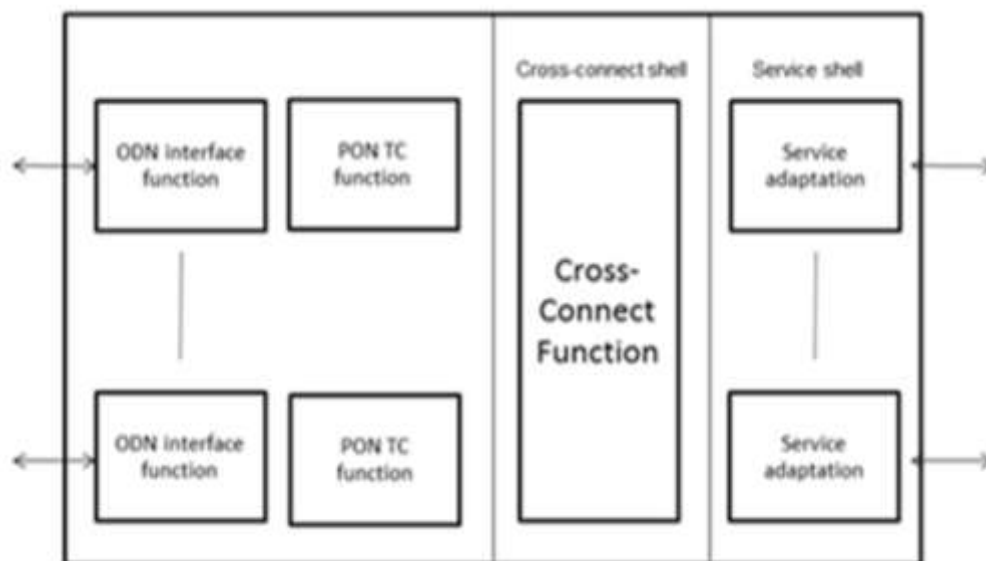 Cross-connect shell
Service shell
ODN interface
function
PON TC
function
Service
adaptation
Cross-
Connect
Function
ODN interface
function
PON TC
function
Service
adaptation